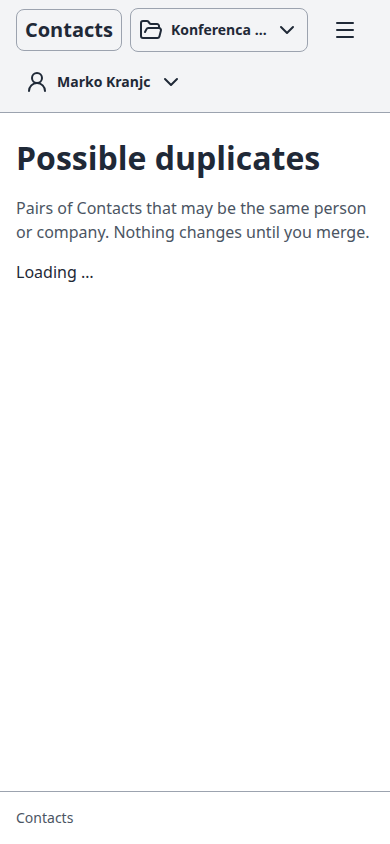 Contacts
Konferenca ...
Marko Kranjc
Possible duplicates
Pairs of Contacts that may be the same person
or company. Nothing changes until you merge.
Loading ...
Contacts